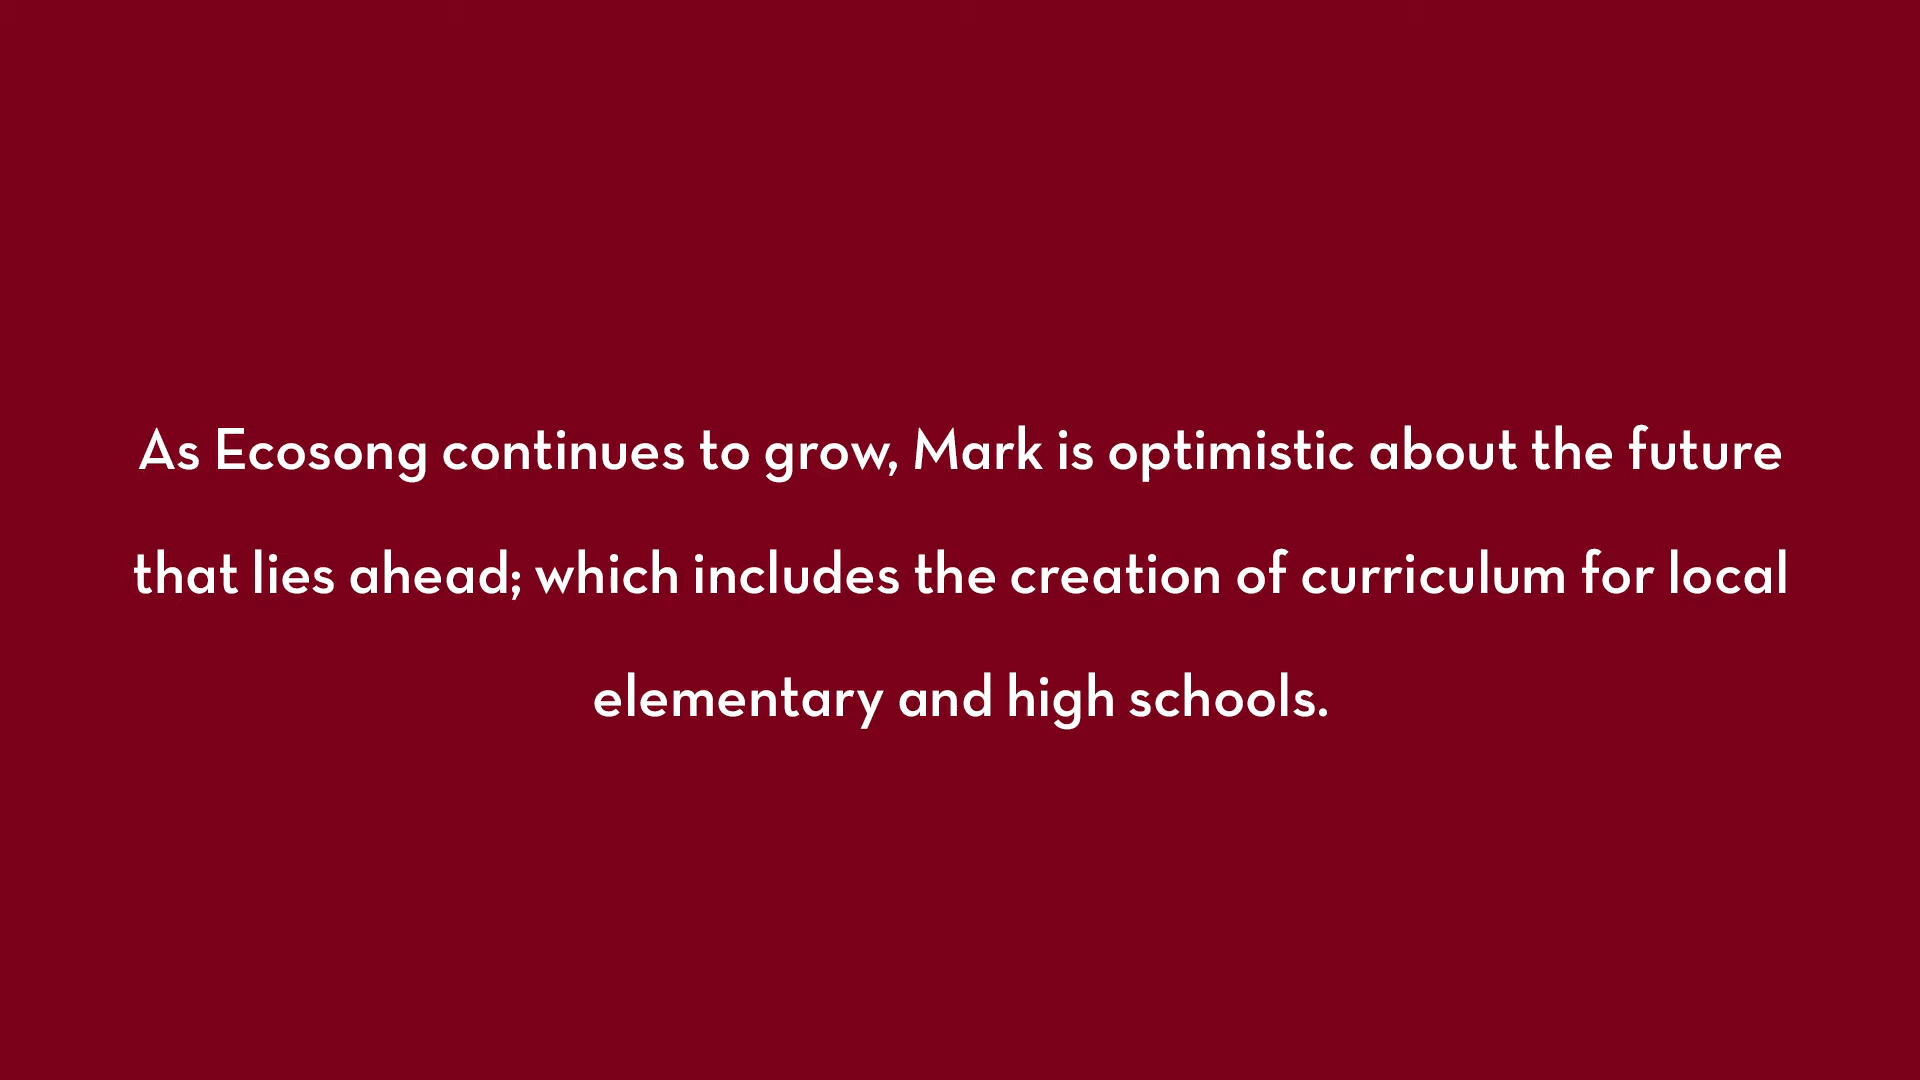 As Ecosong continues to grow, Mark is optimistic about the future
that lies ahead; which includes the creation of curriculum for local
elementary and high schools.